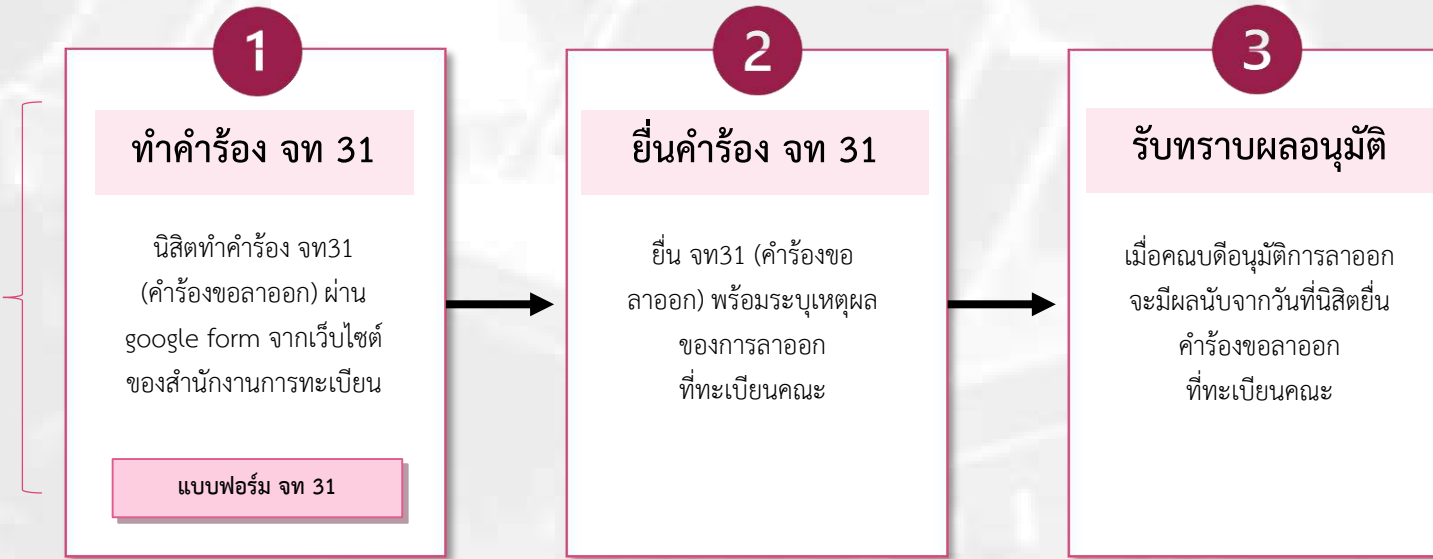 1
ทำคำร้อง จท 31
นิสิตทำคำร้อง จท31
(คำร้องขอลาออก) ผ่าน
google form จากเว็บไซต์
ของสำนักงานการทะเบียน
แบบฟอร์ม จท 31
2
ยื่นคำร้อง จท 31
ยื่น จท31 (คำร้องขอ
ลาออก) พร้อมระบุเหตุผล
ของการลาออก
ที่ทะเบียนคณะ
3
รับทราบผลอนุมัติ
เมื่อคณบดีอนุมัติการลาออก
จะมีผลนับจากวันที่นิสิตยื่น
คำร้องขอลาออก
ที่ทะเบียนคณะ